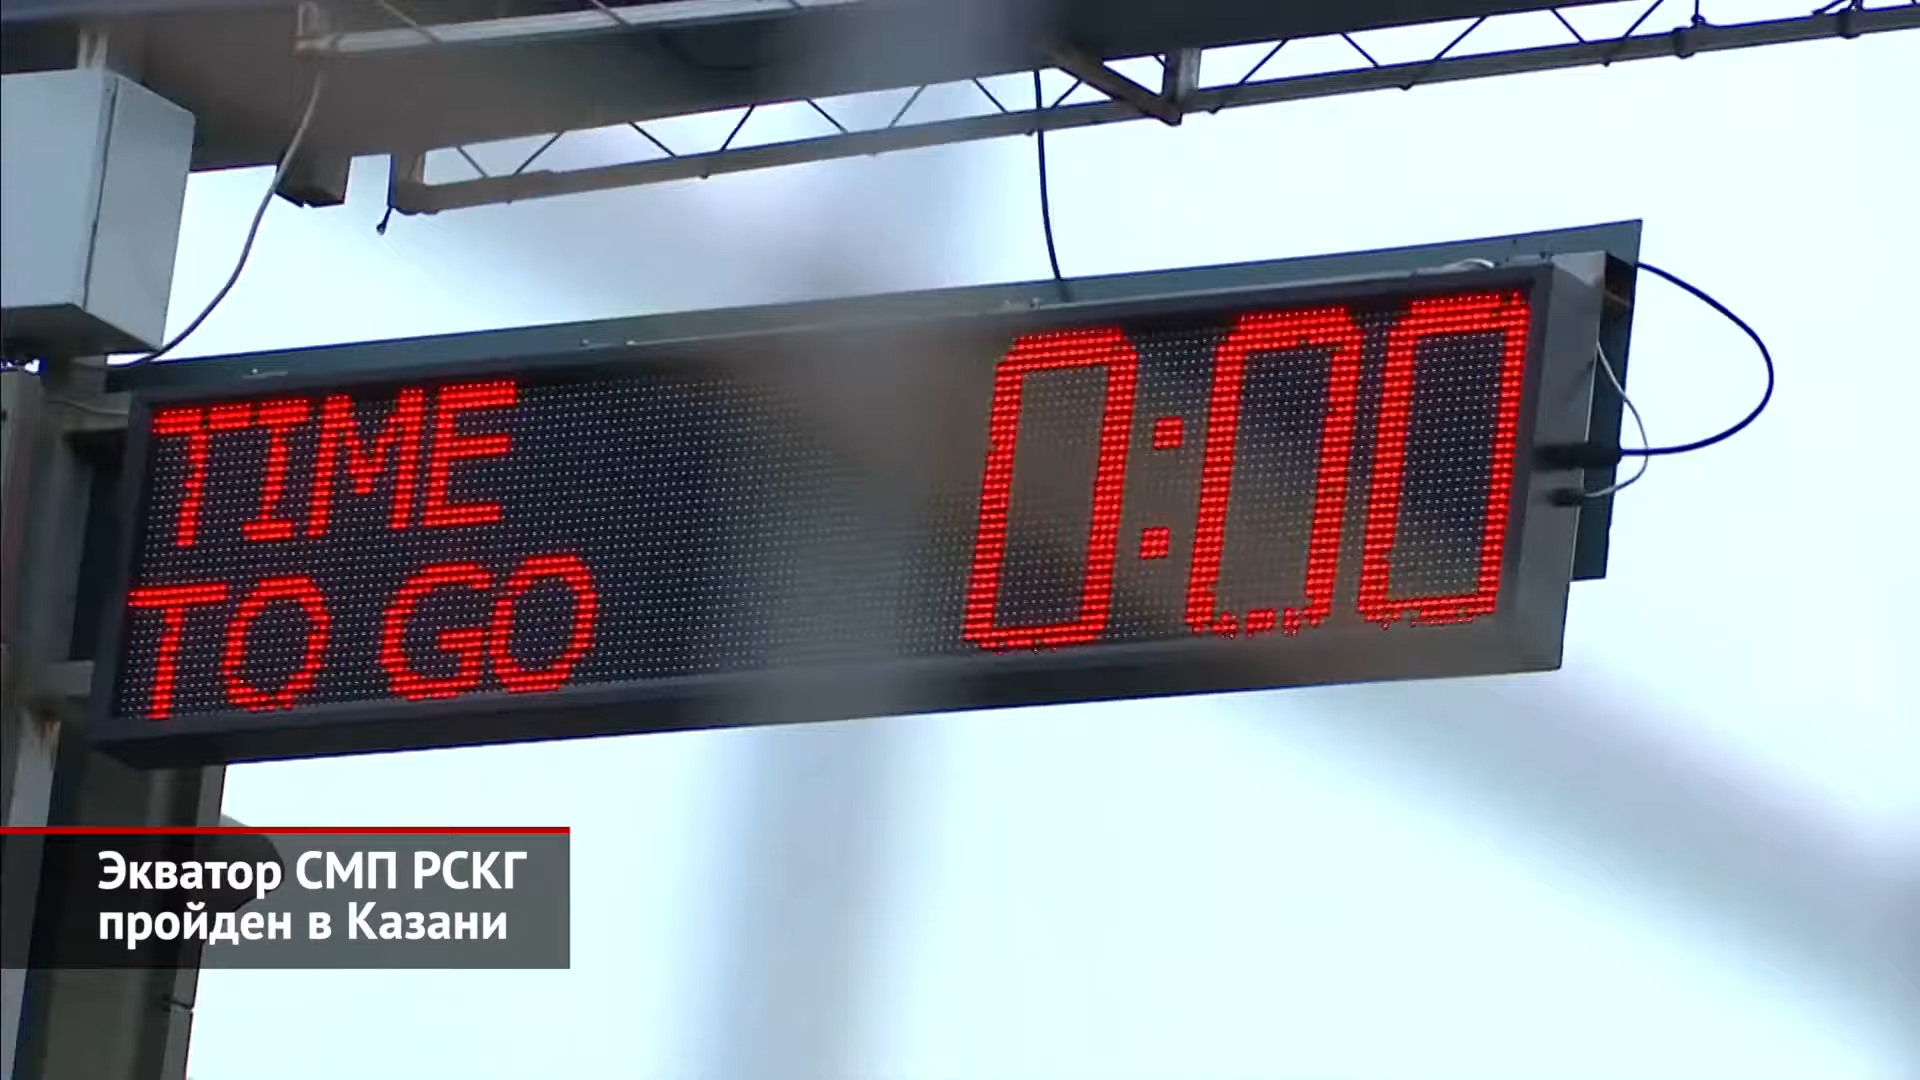 TIME
TO GO
0:00
Экватор СМП РСКГ
пройден в Казани